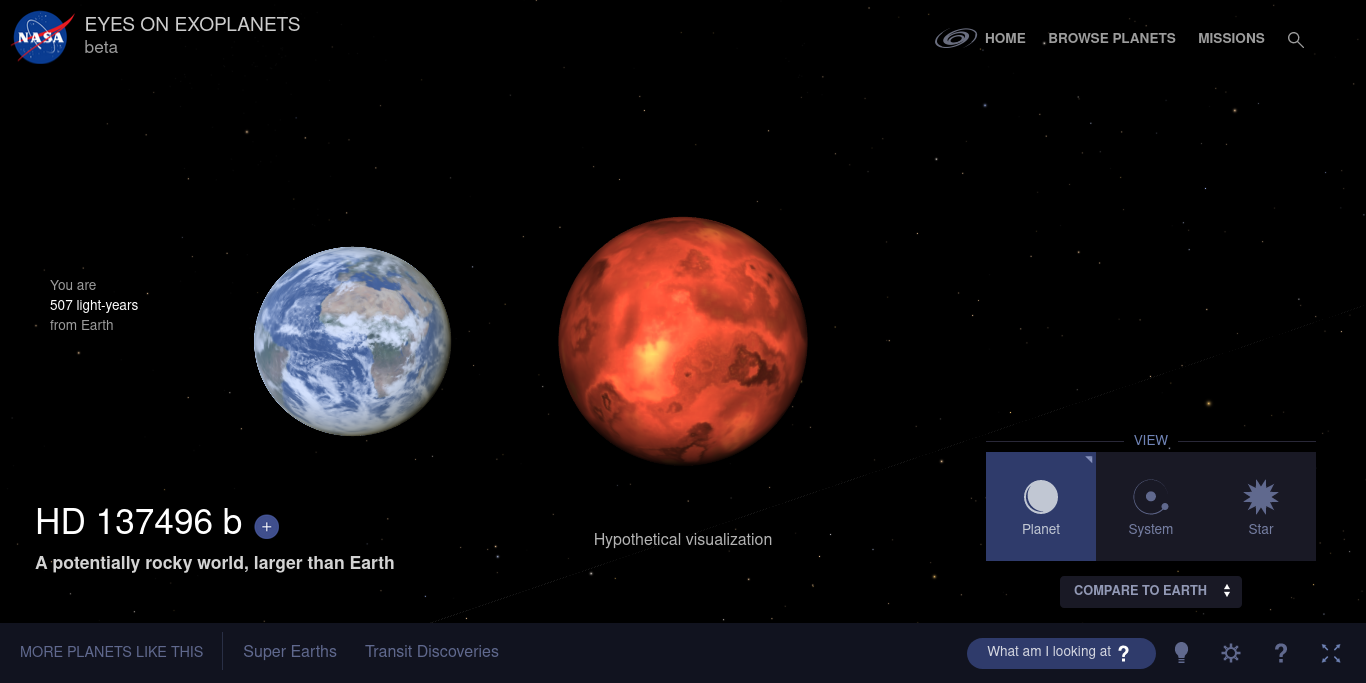 NASA
EYES ON EXOPLANETS
beta
HOME
BROWSE PLANETS
MISSIONS
You are
507 light-years
from Earth
HD 137496 b +
A potentially rocky world, larger than Earth
Hypothetical visualization
VIEW
Planet
System
Star
COMPARE TO EARTH
MORE PLANETS LIKE THIS
Super Earths
Transit Discoveries
What am I looking at ?
?